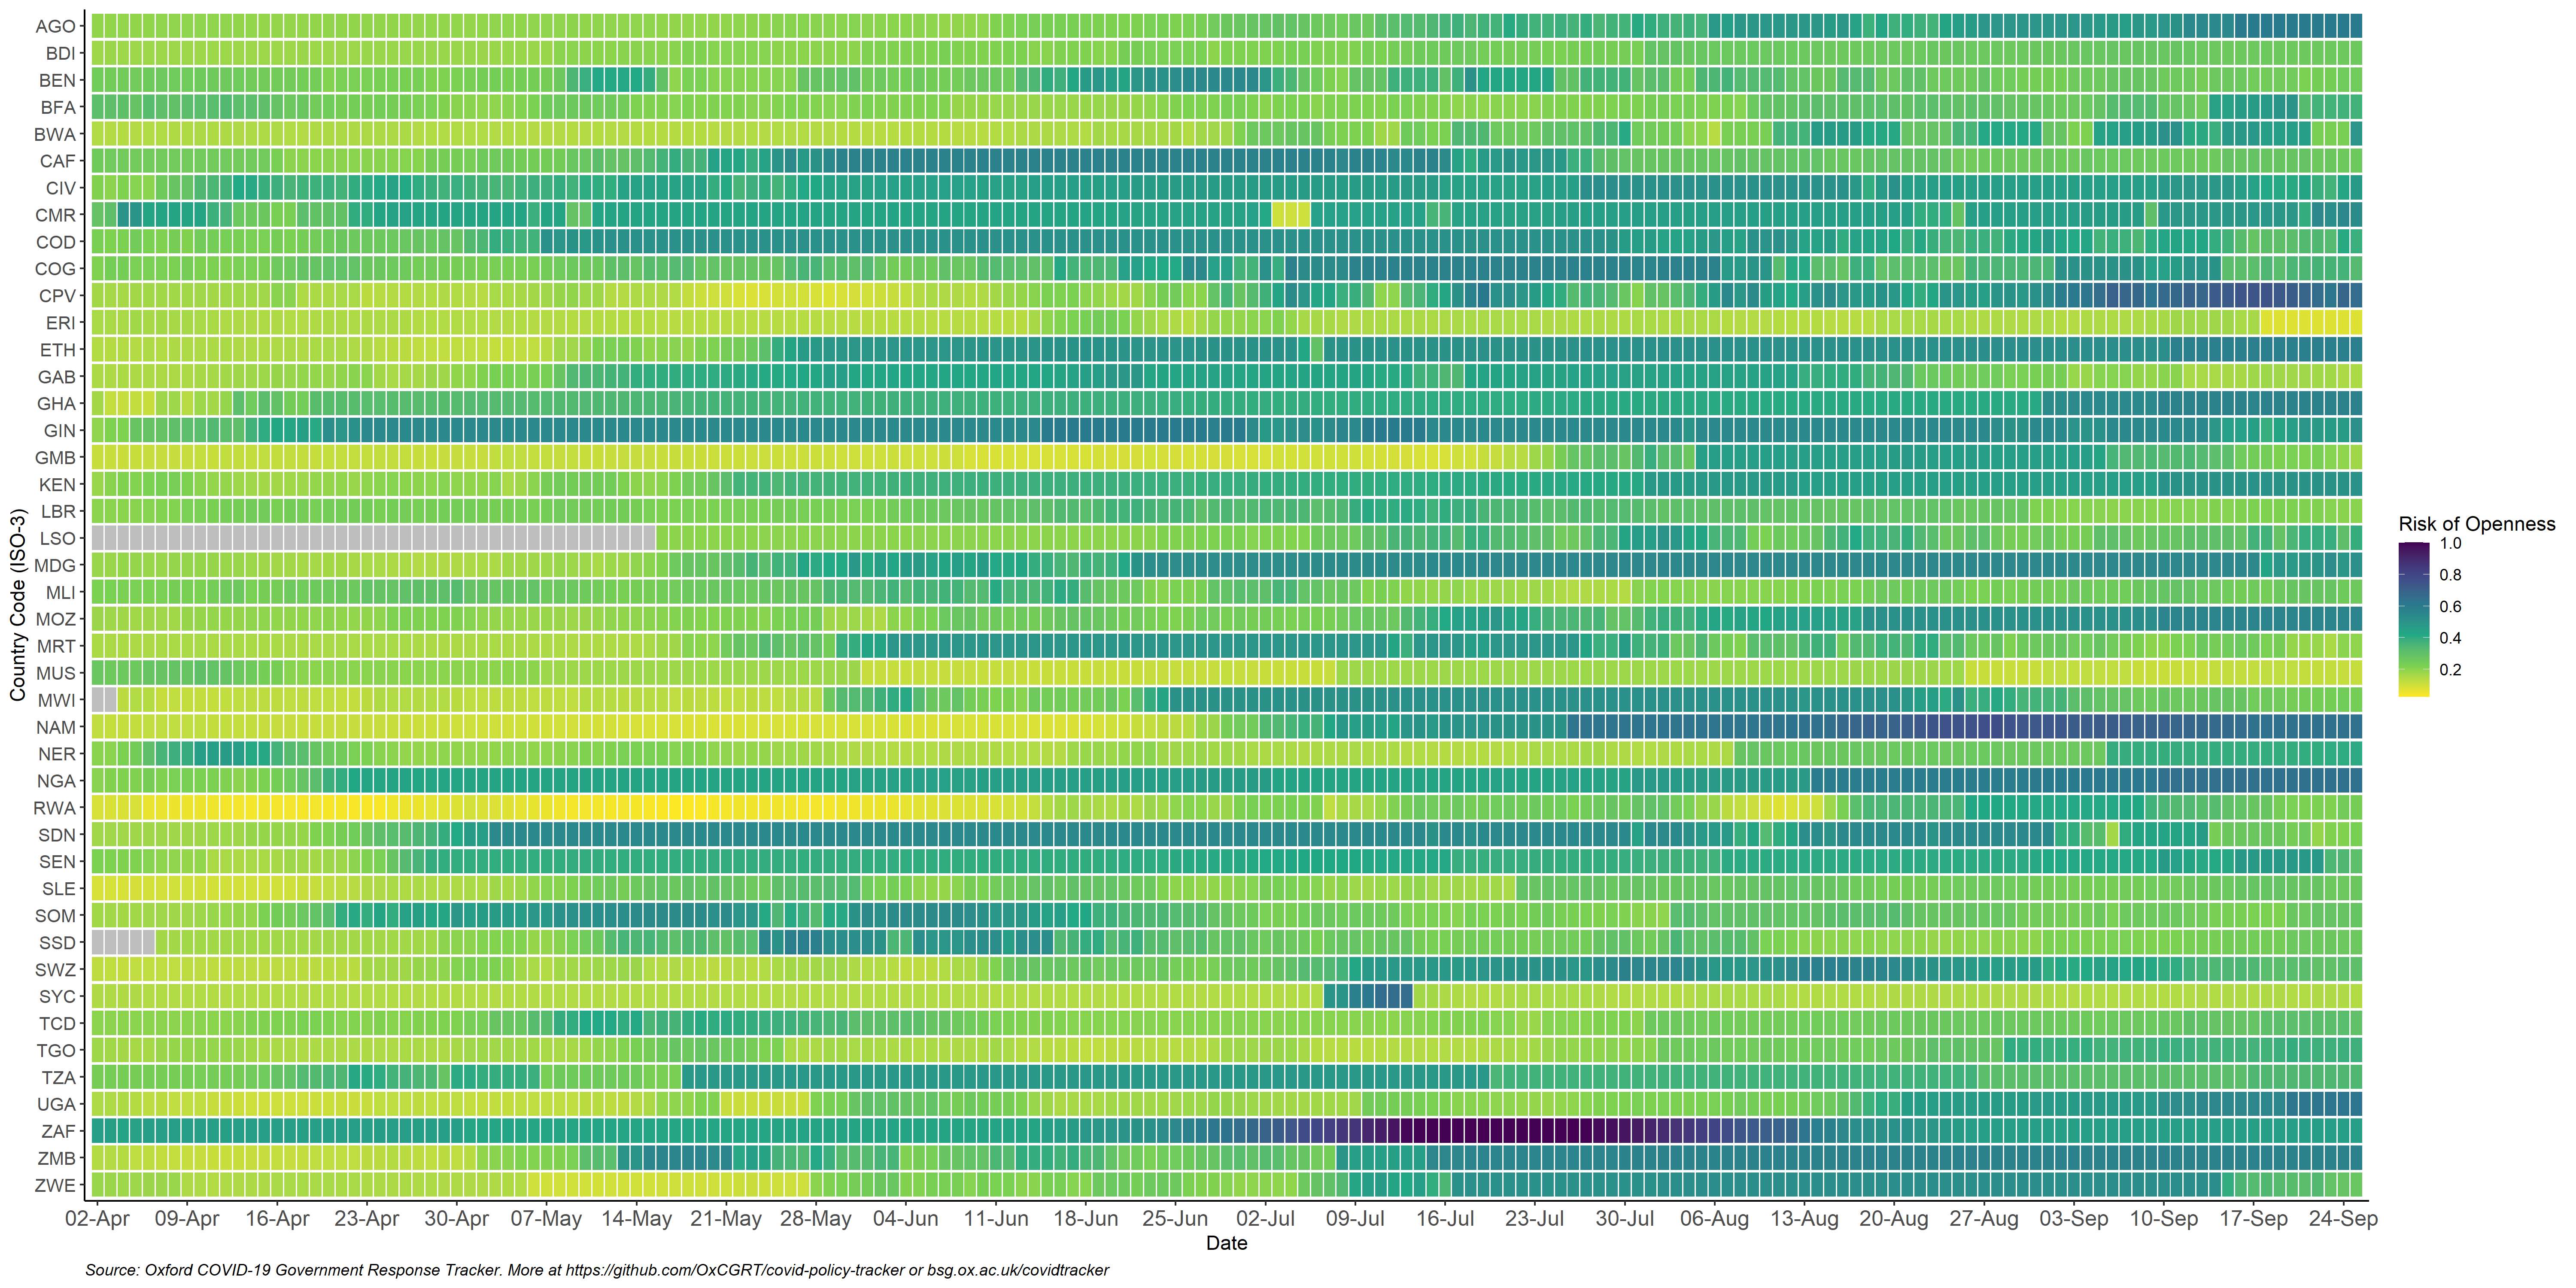 AGO
BDI
BEN
BFA
BWA
CAF
CIV
CMR
COD
COG
CPV
ERI
ETH
GAB
GHA
GIN
GMB
KEN
LBR
LSO
MDG
MLI
MOZ
MRT
MUS
MWI
NAM
NER
NGA
RWA
SDN
SEN
SLE
SOM
SSD
SWZ
SYC
TCD
TGO
TZA
UGA
ZAF
ZMB
ZWE
Country Code (ISO-3)
02-Apr 09-Apr 16-Apr 23-Apr 30-Apr 07-May 14-May 21-May 28-May 04-Jun 11-Jun 18-Jun 25-Jun 02-Jul 09-Jul 16-Jul 23-Jul 30-Jul 06-Aug 13-Aug 20-Aug 27-Aug 03-Sep 10-Sep 17-Sep 24-Sep
Date
Risk of Openness
1.0
0.8
0.6
0.4
0.2
Source: Oxford COVID-19 Government Response Tracker. More at https://github.com/OxCGRT/covid-policy-tracker or bsg.ox.ac.uk/covidtracker